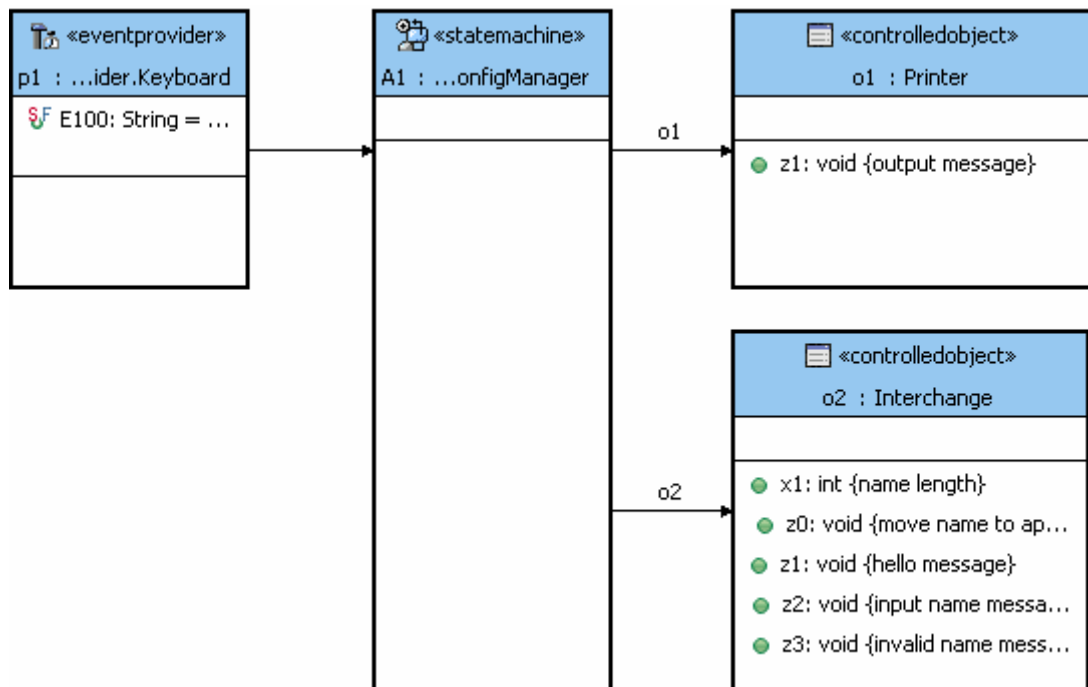 «eventprovider»
p1 : ...ider.Keyboard
E100: String = ...
«statemachine»
A1 : ...onfigManager
o1
«controlledobject»
o1 : Printer
z1: void {output message}
o2
«controlledobject»
o2 : Interchange
x1: int {name length}
z0: void {move name to ap...
z1: void {hello message}
z2: void {input name messa...
z3: void {invalid name mess...